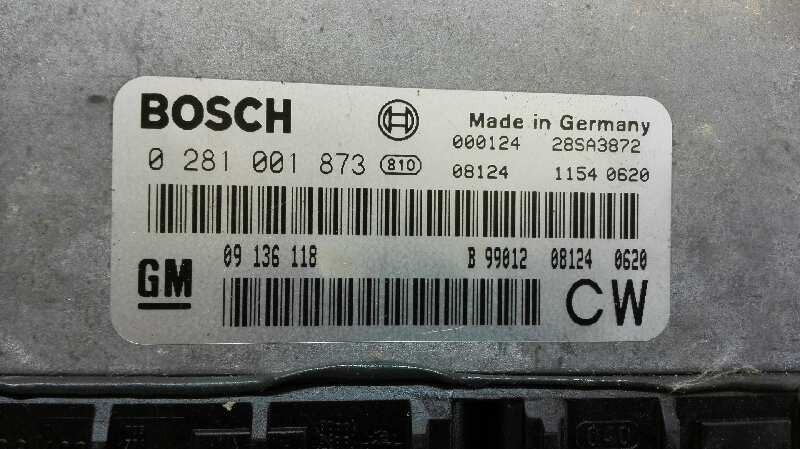 BOSCH
Made in Germany
000124 28SA3872
0 281 001 873 810
08124 1154 0620
09 136 118 B 99012 08124 0620
GM
CW